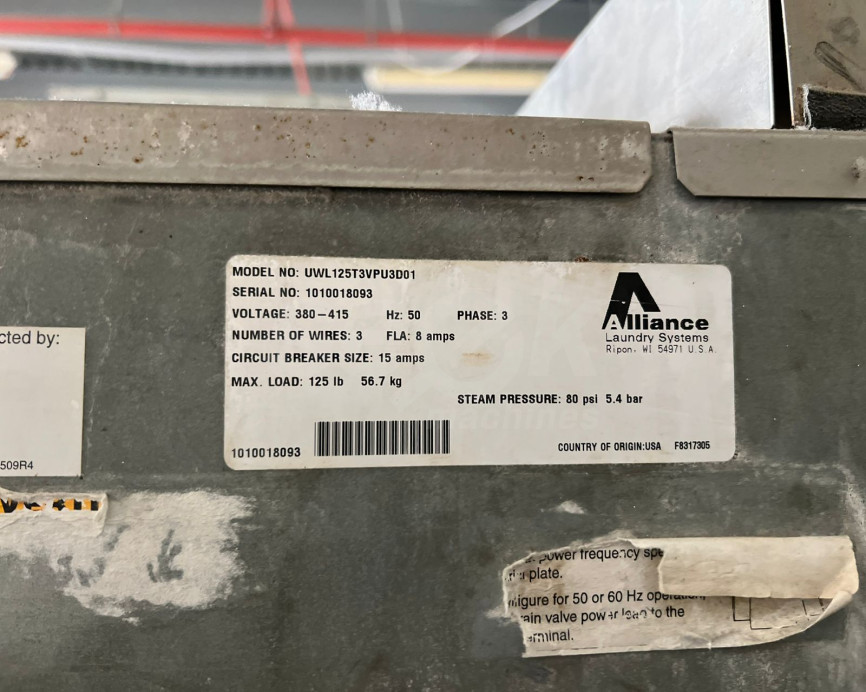 MODEL NO: UWL125T3VPU3D01
SERIAL NO: 1010018093
VOLTAGE: 380-415 Hz: 50 PHASE: 3
NUMBER OF WIRES: 3 FLA: 8 amps
CIRCUIT BREAKER SIZE: 15 amps
MAX. LOAD: 125 lb 56.7 kg
STEAM PRESSURE: 80 psi 5.4 bar
1010018093
COUNTRY OF ORIGIN:USA F8317305
Alliance
Laundry Systems
Ripon, WI 54971 U.S.A.
cted by:
509R4
power frequency spe
plate.
figure for 50 or 60 Hz operation,
ain valve power lead to the
erminal.